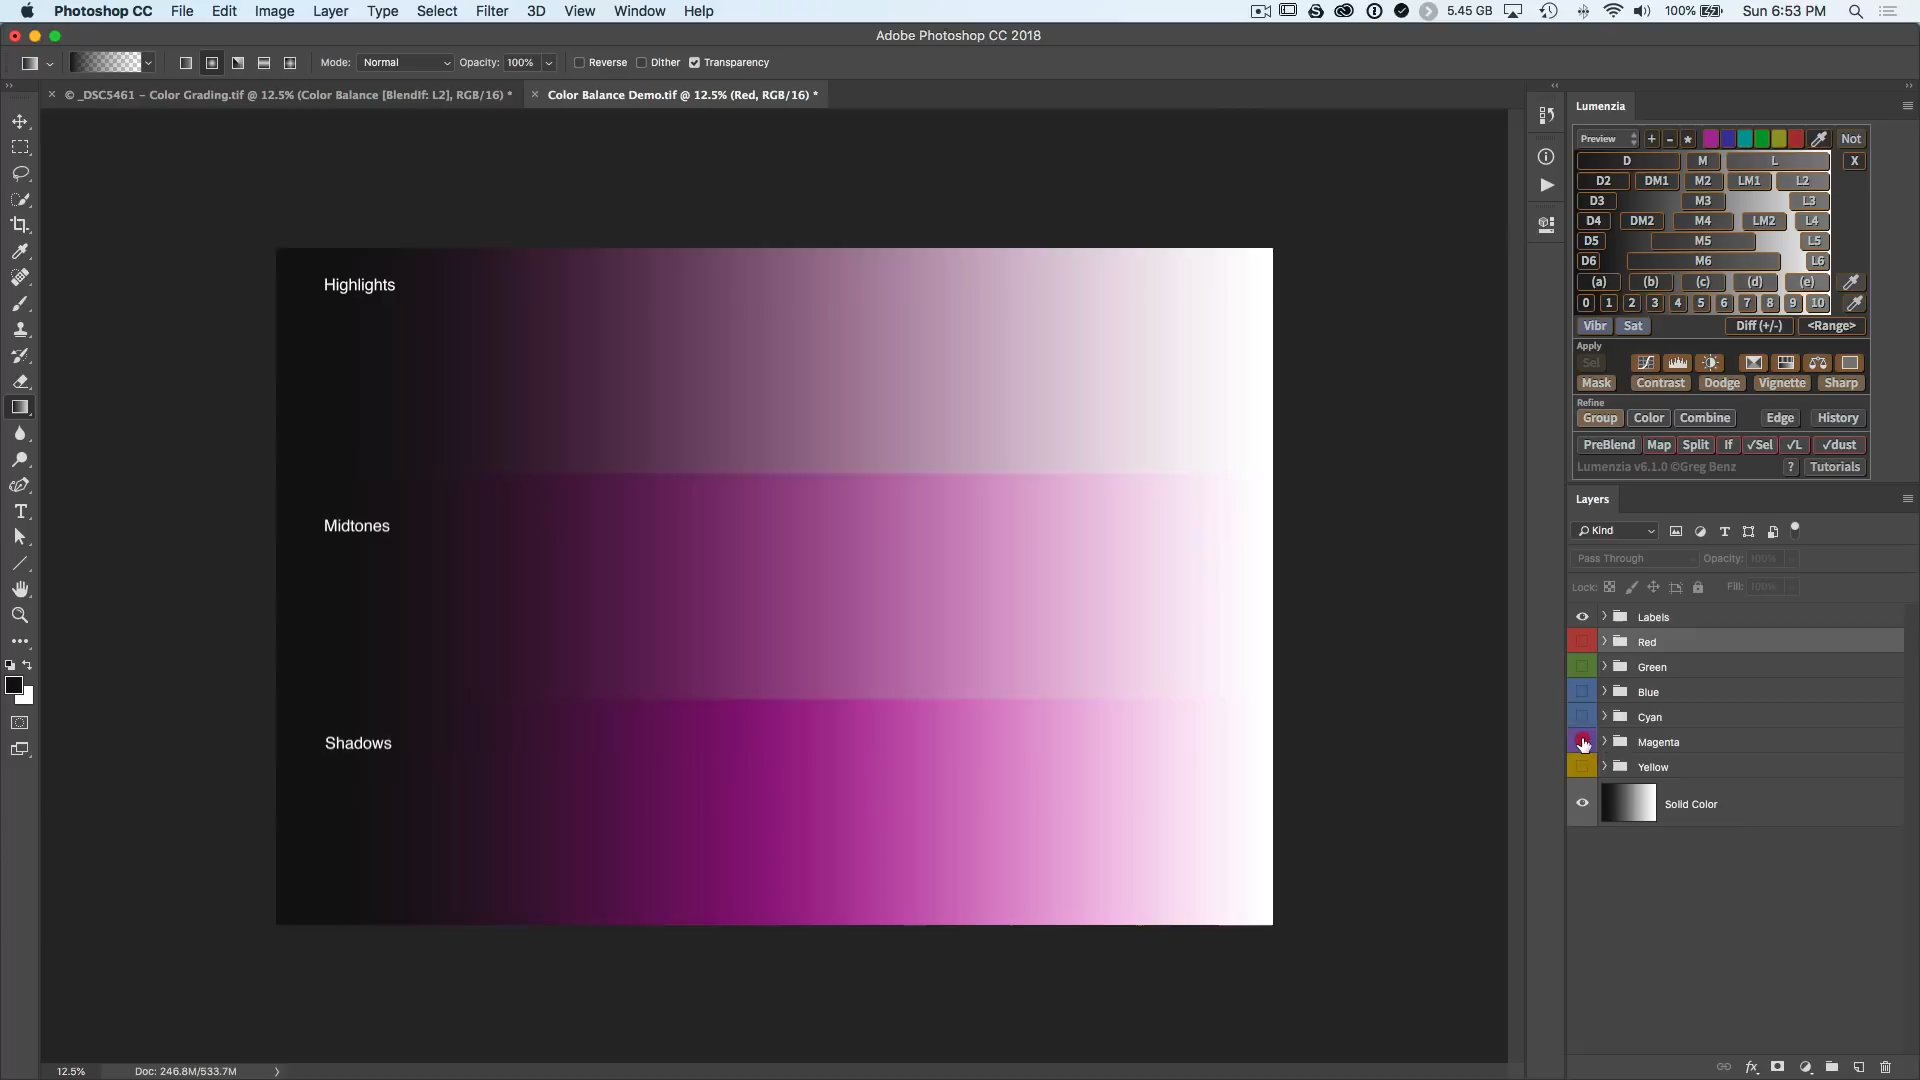 Photoshop CC File Edit Image Layer Type Select Filter 3D View Window Help 5.45 GB 100% Sun 6:53 PM
Adobe Photoshop CC 2018
Mode: Normal Opacity: 100% Reverse Dither Transparency
© _DSC5461 – Color Grading.tif @ 12.5% (Color Balance [BlendIf: L2], RGB/16) * Color Balance Demo.tif @ 12.5% (Red, RGB/16) *
Lumenzia
Preview + - Not
D M L X
D2 DM1 M2 LM1 L2
D3 M3 L3
D4 DM2 M4 LM2 L4
D5 M5 L5
D6 M6 L6
(a) (b) (c) (d) (e)
0 1 2 3 4 5 6 7 8 9 10
Vibr Sat Diff (+/-) <Range>
Apply
Sel
Mask Contrast Dodge Vignette Sharp
Refine
Group Color Combine Edge History
PreBlend Map Split If √Sel √L √dust
Lumenzia v6.1.0 ©Greg Benz ? Tutorials
Layers
Kind
Pass Through Opacity: 100%
Lock: Fill: 100%
Labels
Red
Green
Blue
Cyan
Magenta
Yellow
Solid Color
Highlights
Midtones
Shadows
12.5% Doc: 246.8M/533.7M
fx